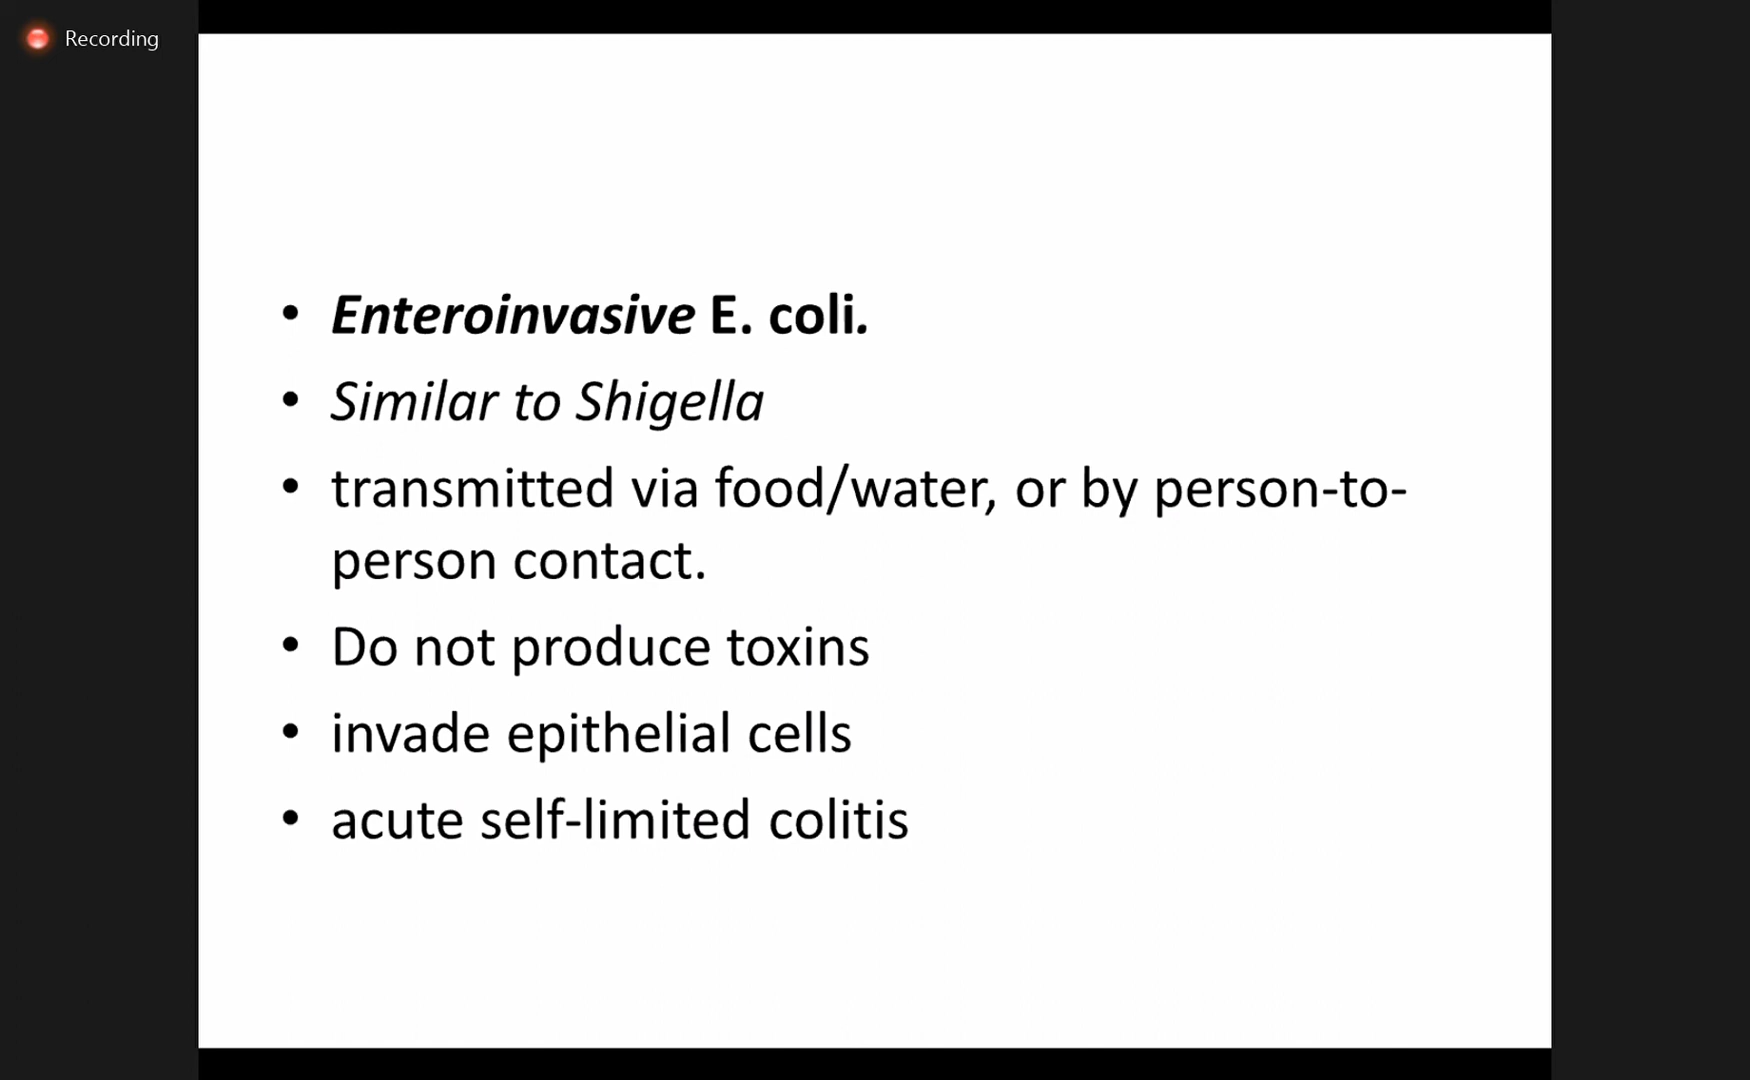 Recording
• Enteroinvasive E. coli.
• Similar to Shigella
• transmitted via food/water, or by person-to-
person contact.
• Do not produce toxins
• invade epithelial cells
• acute self-limited colitis